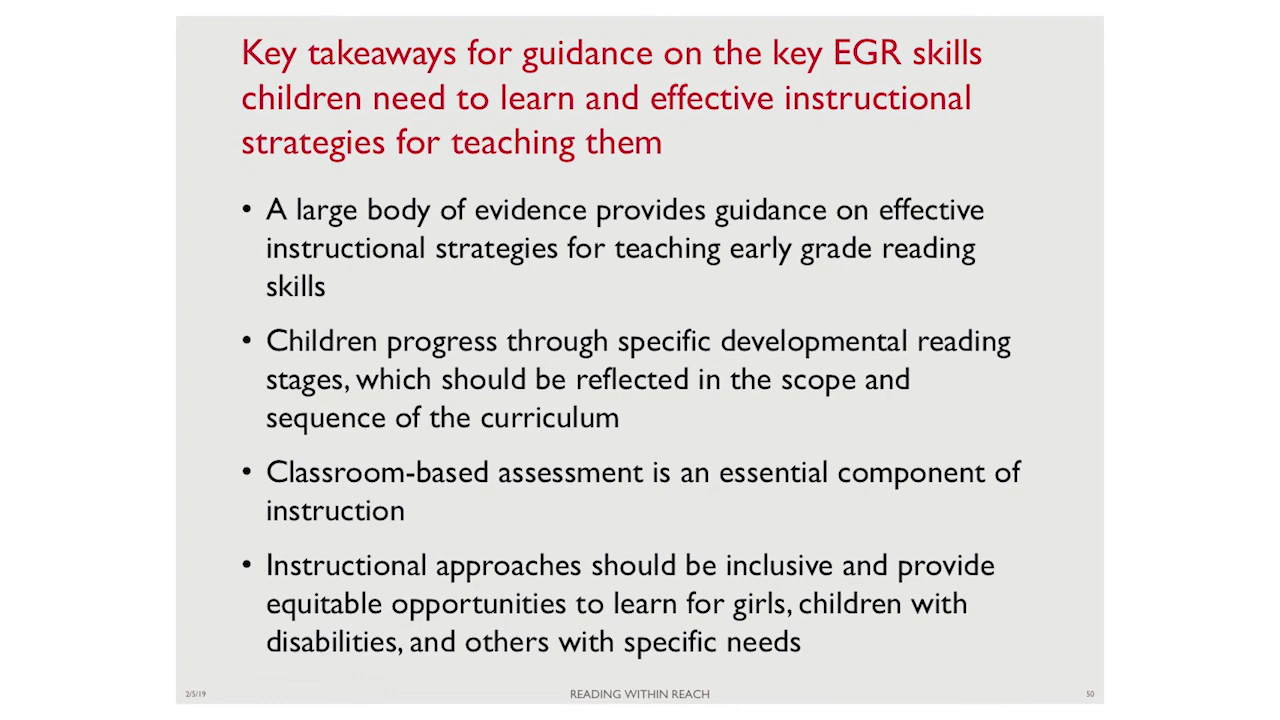 Key takeaways for guidance on the key EGR skills
children need to learn and effective instructional
strategies for teaching them
• A large body of evidence provides guidance on effective
instructional strategies for teaching early grade reading
skills
• Children progress through specific developmental reading
stages, which should be reflected in the scope and
sequence of the curriculum
• Classroom-based assessment is an essential component of
instruction
• Instructional approaches should be inclusive and provide
equitable opportunities to learn for girls, children with
disabilities, and others with specific needs
2/5/19 READING WITHIN REACH 50